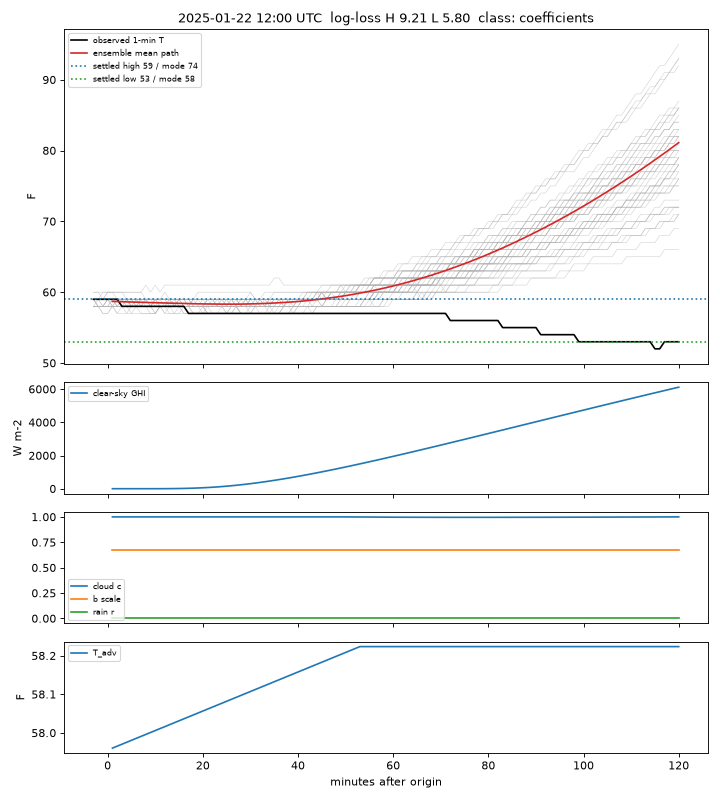 2025-01-22 12:00 UTC  log-loss H 9.21 L 5.80  class: coefficients
observed 1-min T
ensemble mean path
settled high 59 / mode 74
settled low 53 / mode 58
90
80
70
60
50
F
clear-sky GHI
6000
4000
2000
0
W m-2
1.00
0.75
0.50
0.25
0.00
cloud c
b scale
rain r
T_adv
58.2
58.1
58.0
F
0
20
40
60
80
100
120
minutes after origin